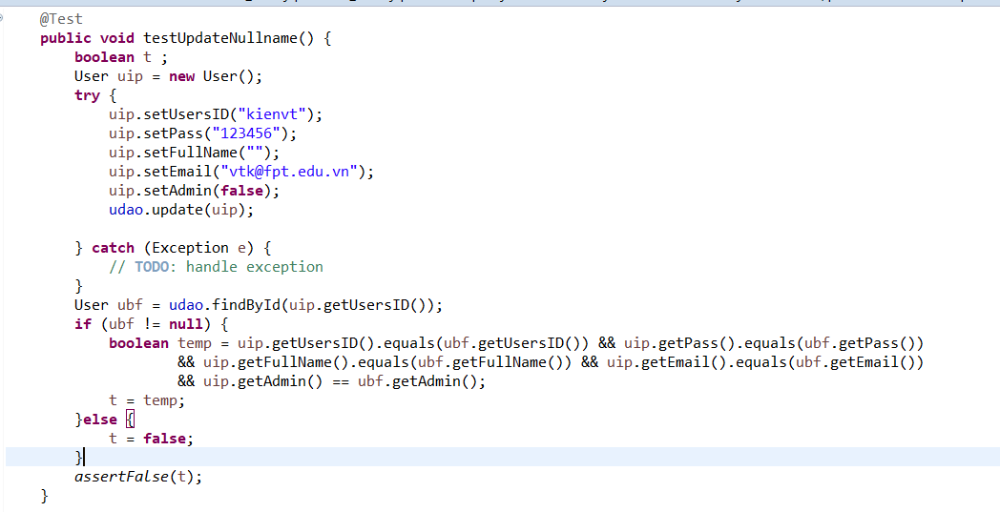 @Test
public void testUpdateNullname() {
boolean t ;
User uip = new User();
try {
uip.setUsersID("kienvt");
uip.setPass("123456");
uip.setFullName("");
uip.setEmail("vtk@fpt.edu.vn");
uip.setAdmin(false);
udao.update(uip);
} catch (Exception e) {
// TODO: handle exception
}
User ubf = udao.findById(uip.getUsersID());
if (ubf != null) {
boolean temp = uip.getUsersID().equals(ubf.getUsersID()) && uip.getPass().equals(ubf.getPass())
&& uip.getFullName().equals(ubf.getFullName()) && uip.getEmail().equals(ubf.getEmail())
&& uip.getAdmin() == ubf.getAdmin();
t = temp;
}else {
t = false;
}
assertFalse(t);
}